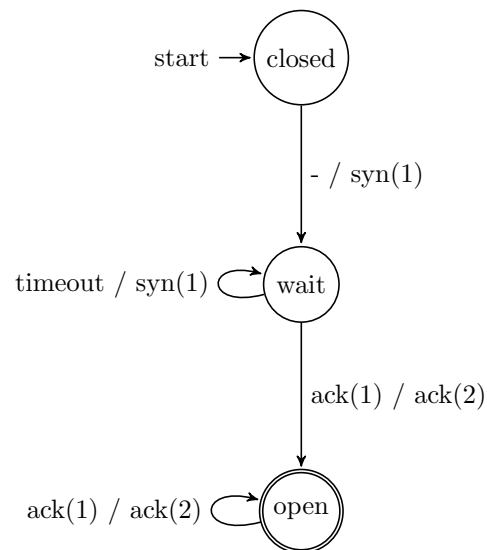 start
closed
- / syn(1)
timeout / syn(1)
wait
ack(1) / ack(2)
ack(1) / ack(2)
open